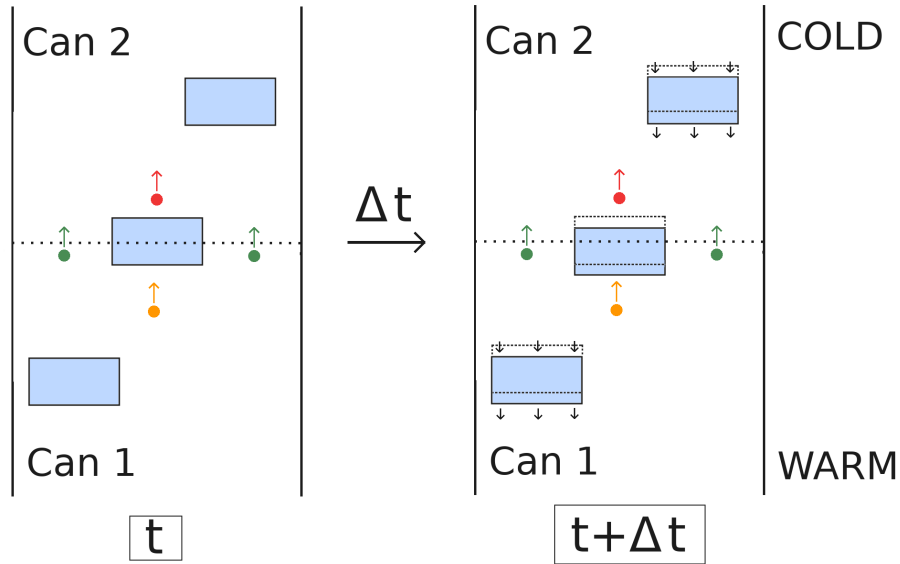 Can 2
Can 1
t
Δt
Can 2
Can 1
t+Δt
COLD
WARM